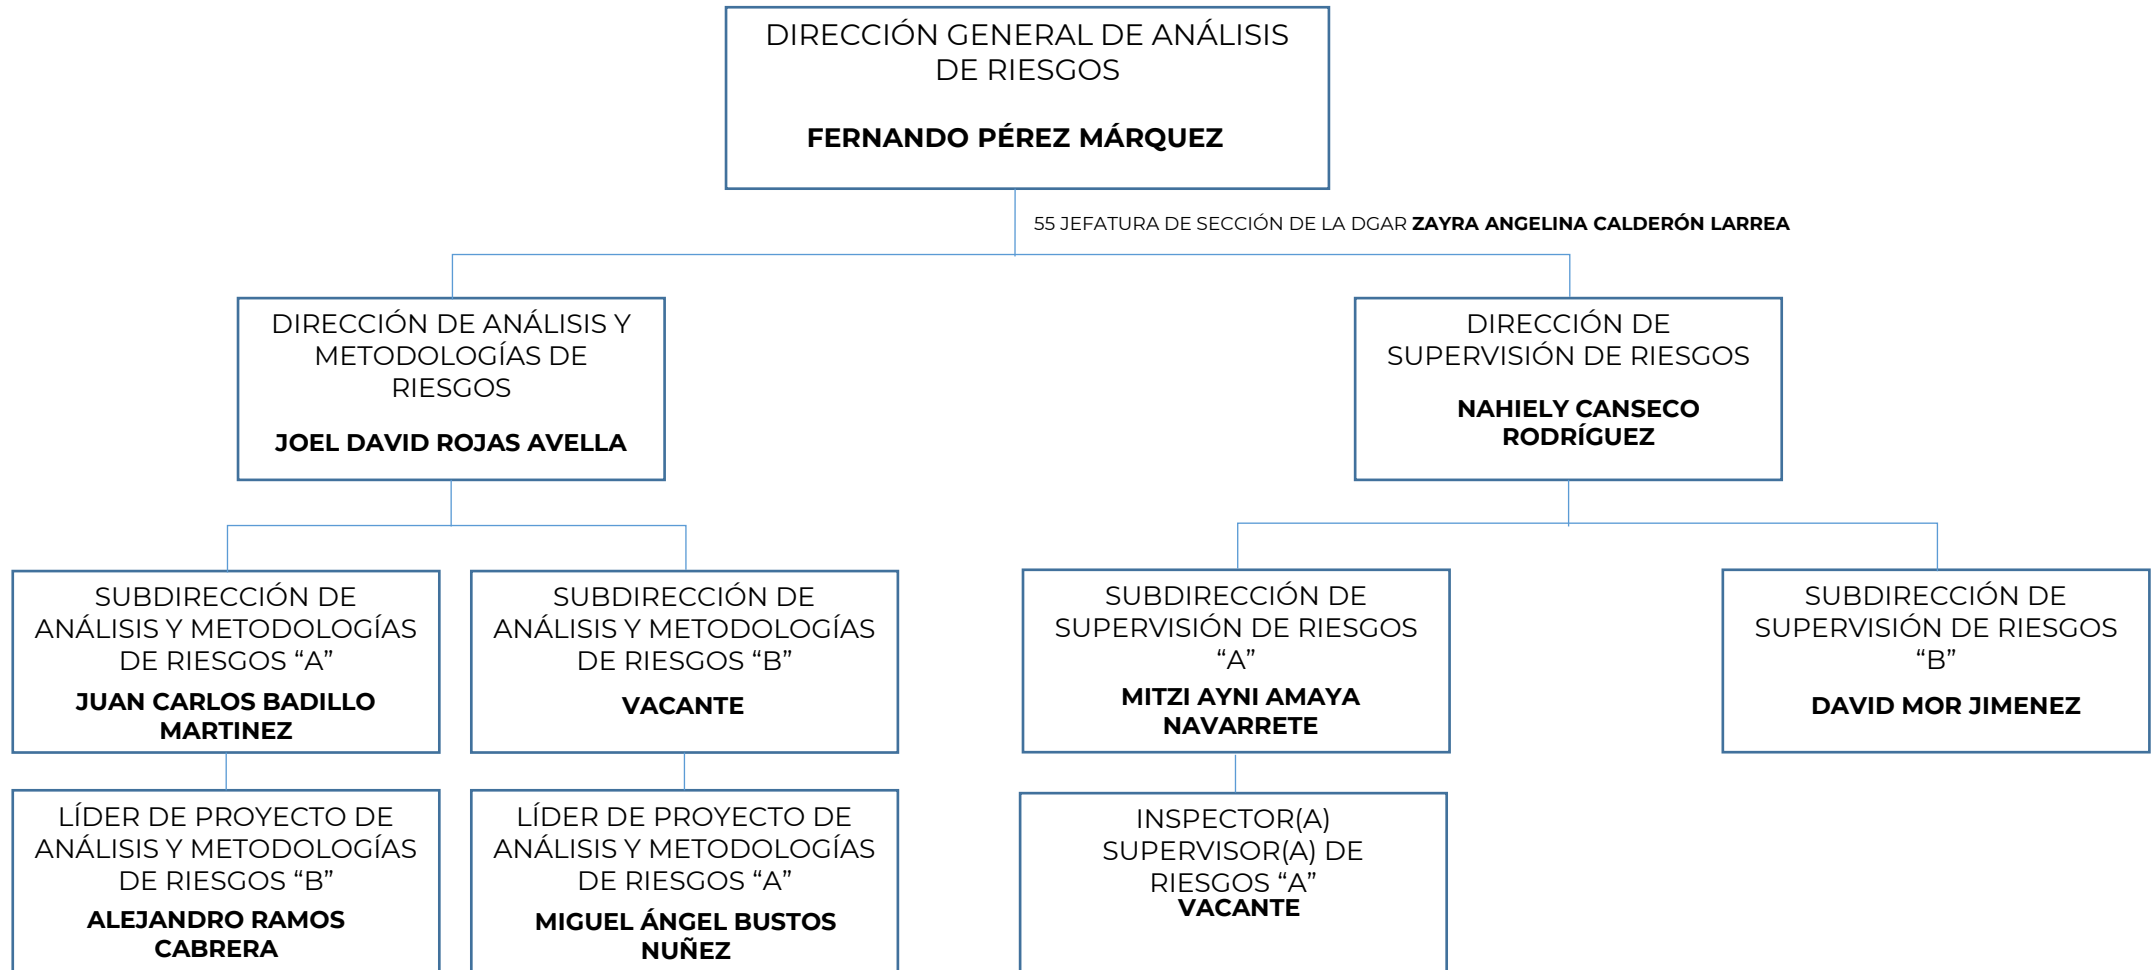 DIRECCIÓN GENERAL DE ANÁLISIS
DE RIESGOS
FERNANDO PÉREZ MÁRQUEZ
55 JEFATURA DE SECCIÓN DE LA DGAR ZAYRA ANGELINA CALDERÓN LARREA
DIRECCIÓN DE ANÁLISIS Y
METODOLOGÍAS DE
RIESGOS
JOEL DAVID ROJAS AVELLA
DIRECCIÓN DE
SUPERVISIÓN DE RIESGOS
NAHIELY CANSECO
RODRÍGUEZ
SUBDIRECCIÓN DE
ANÁLISIS Y METODOLOGÍAS
DE RIESGOS “A”
JUAN CARLOS BADILLO
MARTINEZ
SUBDIRECCIÓN DE
ANÁLISIS Y METODOLOGÍAS
DE RIESGOS “B”
VACANTE
SUBDIRECCIÓN DE
SUPERVISIÓN DE RIESGOS
“A”
MITZI AYNI AMAYA
NAVARRETE
SUBDIRECCIÓN DE
SUPERVISIÓN DE RIESGOS
“B”
DAVID MOR JIMENEZ
LÍDER DE PROYECTO DE
ANÁLISIS Y METODOLOGÍAS
DE RIESGOS “B”
ALEJANDRO RAMOS
CABRERA
LÍDER DE PROYECTO DE
ANÁLISIS Y METODOLOGÍAS
DE RIESGOS “A”
MIGUEL ÁNGEL BUSTOS
NUÑEZ
INSPECTOR(A)
SUPERVISOR(A) DE
RIESGOS “A”
VACANTE